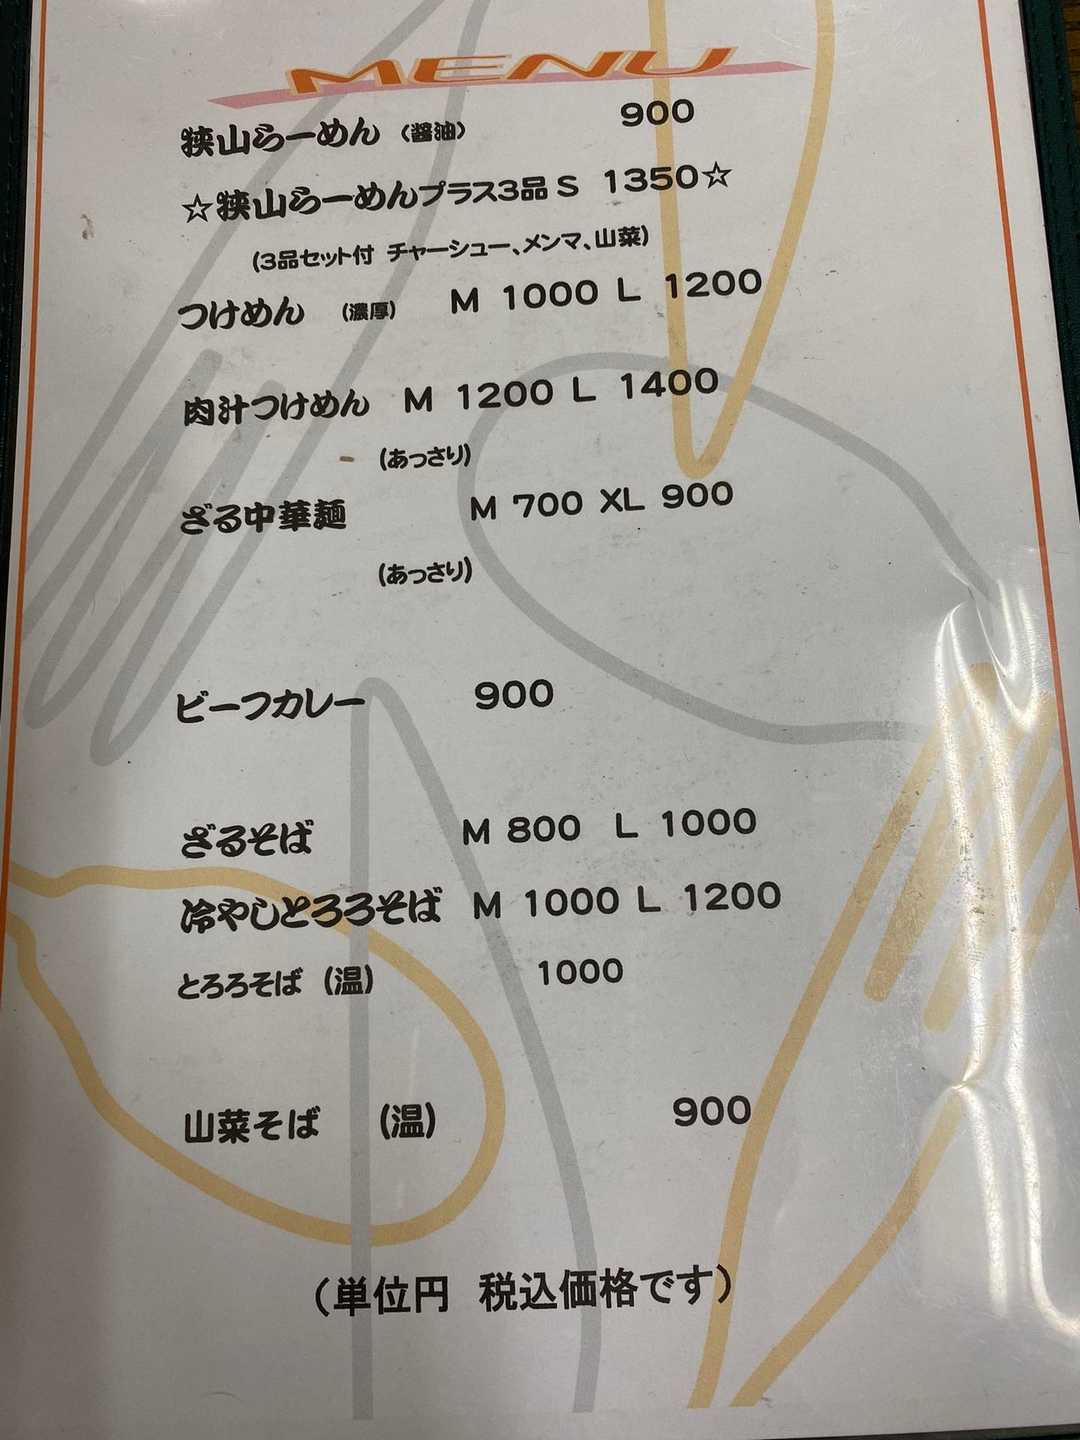 MENU
狭山らーめん (醤油) 900
☆狭山らーめんプラス3品 S 1350☆
(3品セット付 チャーシュー、メンマ、山菜)
つけめん (濃厚) M 1000 L 1200
肉汁つけめん M 1200 L 1400
(あっさり)
ざる中華麺 M 700 XL 900
(あっさり)
ビーフカレー 900
ざるそば M 800 L 1000
冷やしとろろそば M 1000 L 1200
とろろそば (温) 1000
山菜そば (温) 900
(単位円 税込価格です)